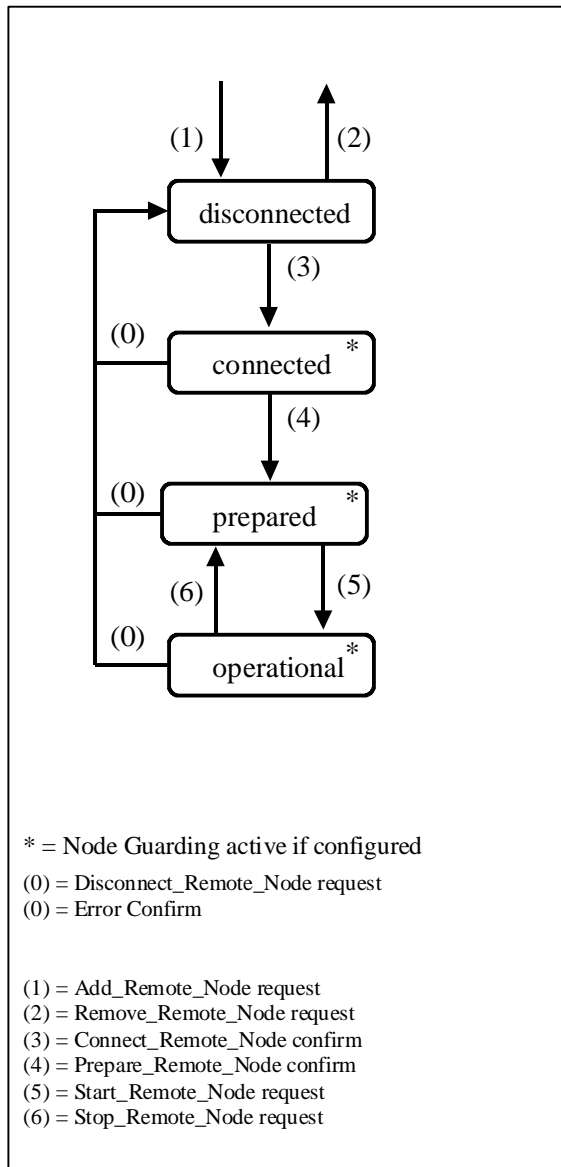 (1)
(2)
disconnected
(3)
(0)
connected *
(4)
(0)
prepared *
(6)
(5)
(0)
operational *
* = Node Guarding active if configured
(0) = Disconnect_Remote_Node request
(0) = Error Confirm
(1) = Add_Remote_Node request
(2) = Remove_Remote_Node request
(3) = Connect_Remote_Node confirm
(4) = Prepare_Remote_Node confirm
(5) = Start_Remote_Node request
(6) = Stop_Remote_Node request